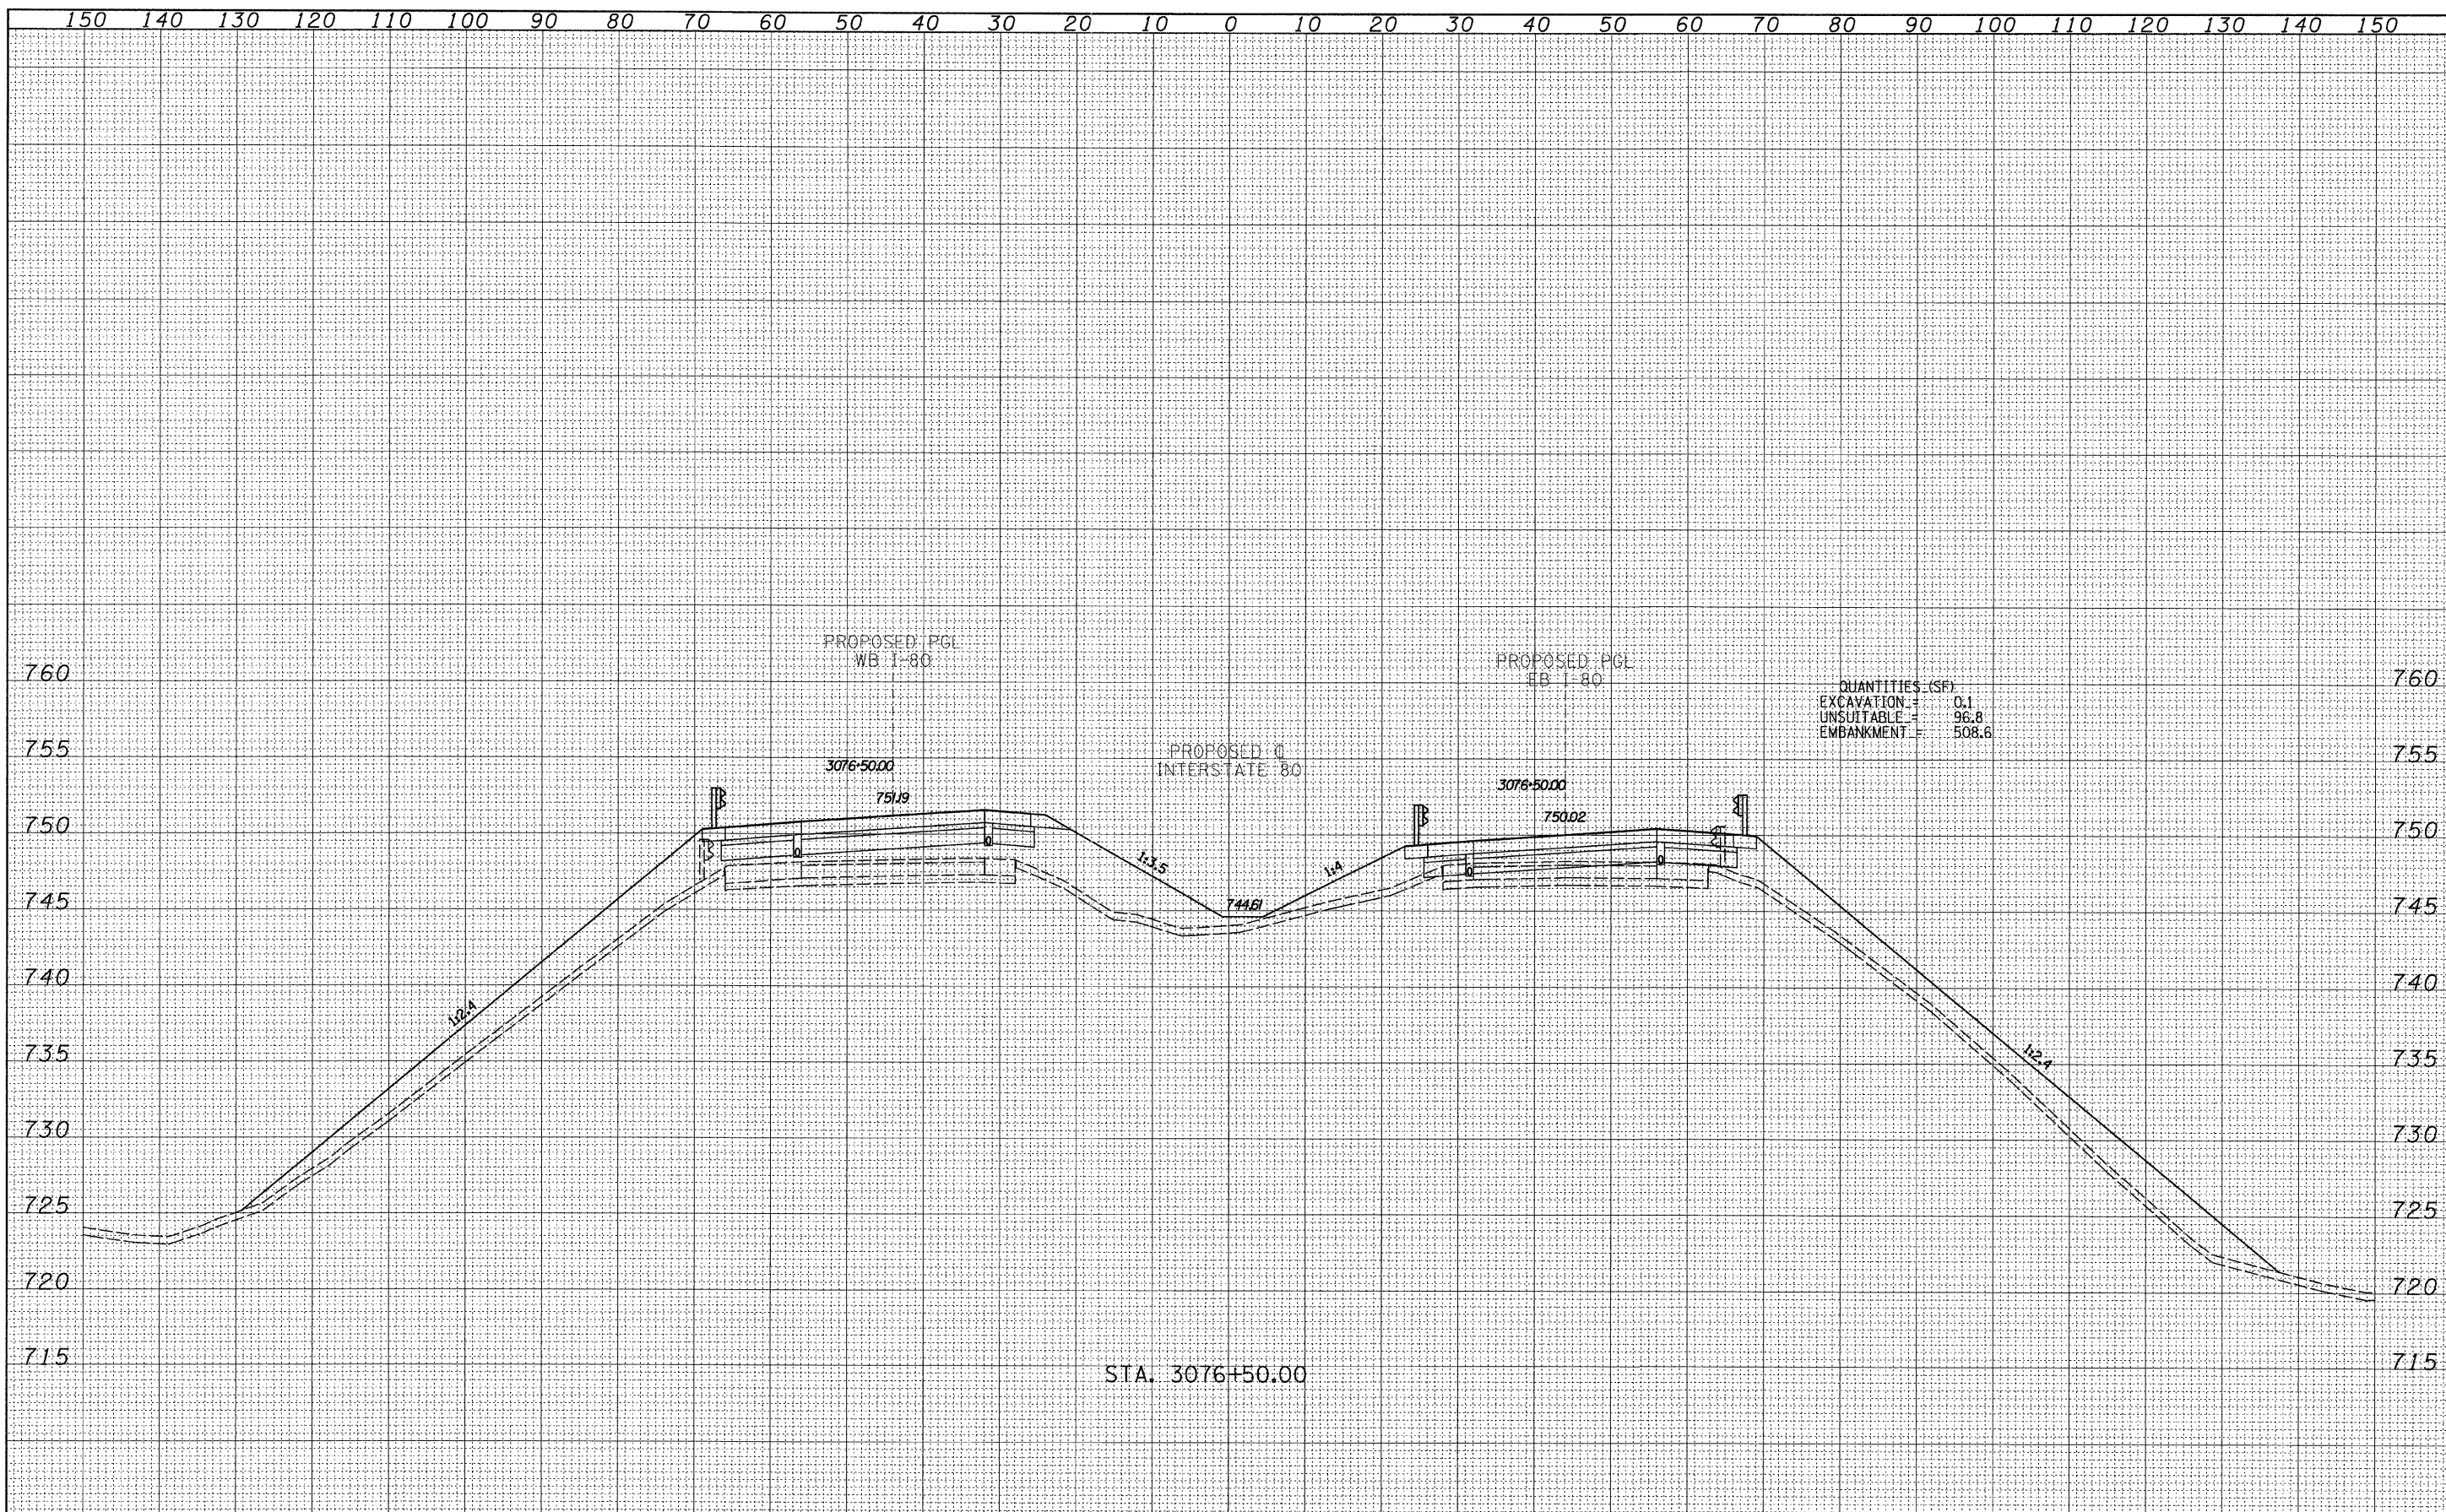 150 140 130 120 110 100 90 80 70 60 50 40 30 20 10 0 10 20 30 40 50 60 70 80 90 100 110 120 130 140 150
PROPOSED PGL
WB I-80
PROPOSED PGL
EB I-80
760 760
QUANTITIES (SF)
EXCAVATION = 0.1
UNSUITABLE = 96.8
EMBANKMENT = 508.6
755 755
PROPOSED ℄
INTERSTATE 80
3076+50.00
3076+50.00
751.19
750.02
750 750
1:3.5
1:4
744.61
745 745
740 740
1:2.4
1:2.4
735 735
730 730
725 725
720 720
715 715
STA. 3076+50.00